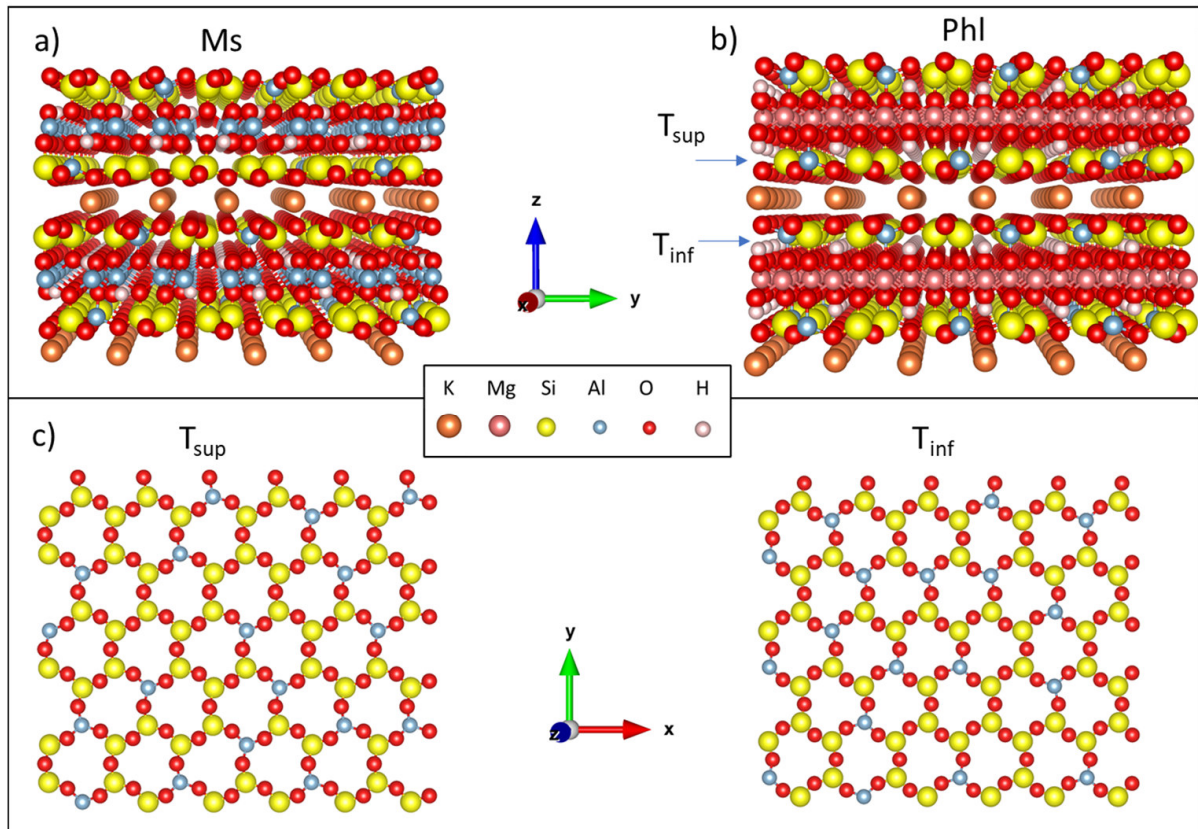 a) Ms
b) Phl
T_sup
T_inf
z
y
x
K Mg Si Al O H
c) T_sup
T_inf
y
x
z